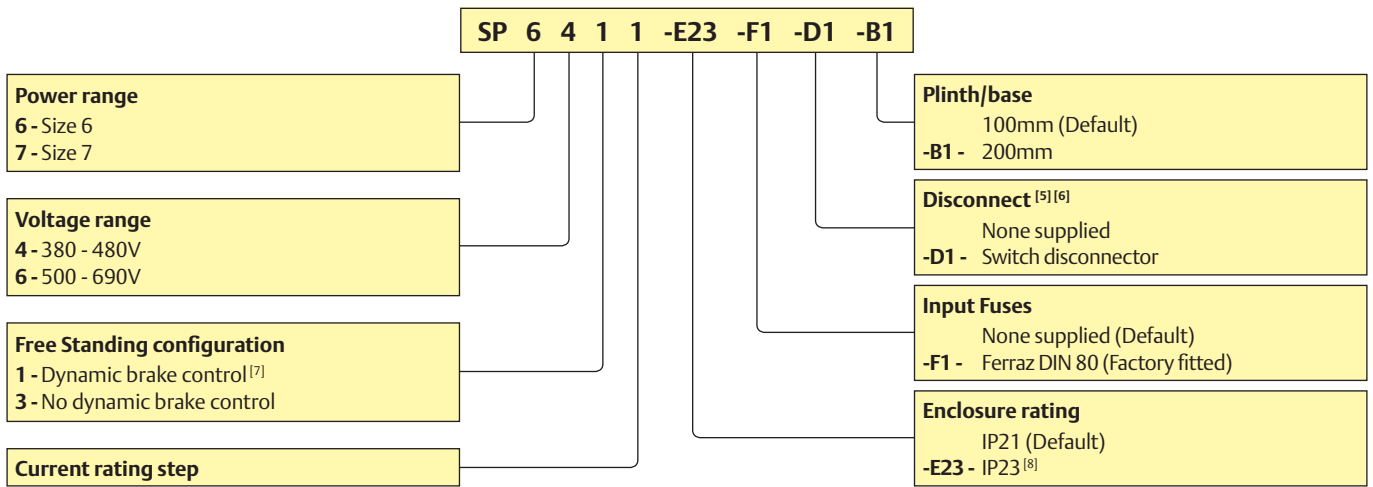 SP 6 4 1 1 -E23 -F1 -D1 -B1
Power range
6 - Size 6
7 - Size 7
Voltage range
4 - 380 - 480V
6 - 500 - 690V
Free Standing configuration
1 - Dynamic brake control [7]
3 - No dynamic brake control
Current rating step
Plinth/base
100mm (Default)
-B1 - 200mm
Disconnect [5] [6]
None supplied
-D1 - Switch disconnector
Input Fuses
None supplied (Default)
-F1 - Ferraz DIN 80 (Factory fitted)
Enclosure rating
IP21 (Default)
-E23 - IP23 [8]